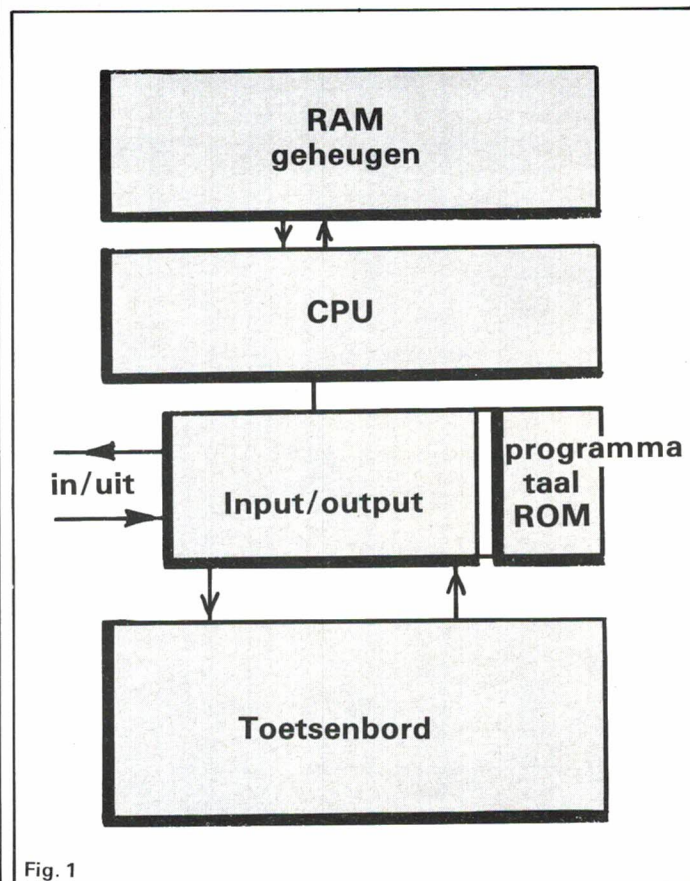 RAM
geheugen
CPU
in/uit
Input/output
programma
taal
ROM
Toetsenbord
Fig. 1